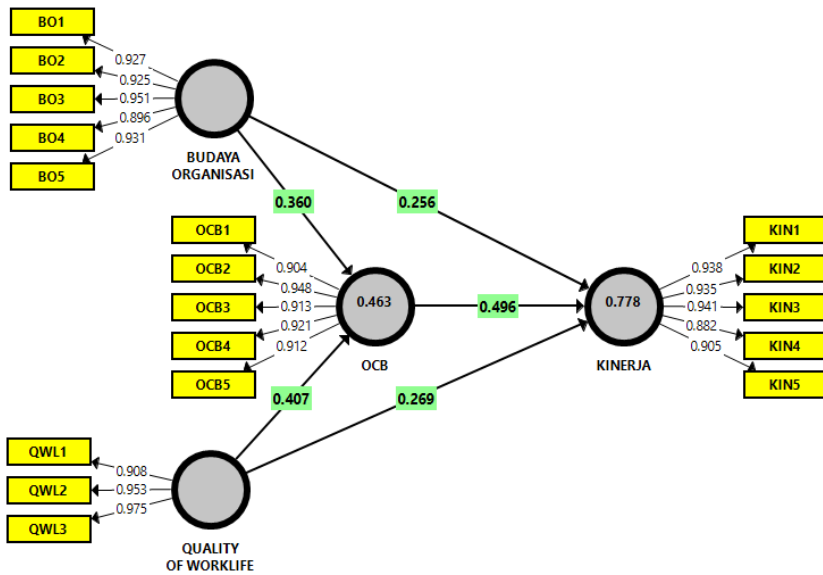 BO1
BO2
BO3
BO4
BO5
0.927
0.925
0.951
0.896
0.931
BUDAYA
ORGANISASI
0.360
0.256
OCB1
OCB2
OCB3
OCB4
OCB5
0.904
0.948
0.913
0.921
0.912
0.463
OCB
0.496
0.778
KINERJA
0.938
0.935
0.941
0.882
0.905
KIN1
KIN2
KIN3
KIN4
KIN5
0.407
0.269
QWL1
QWL2
QWL3
0.908
0.953
0.975
QUALITY
OF WORKLIFE